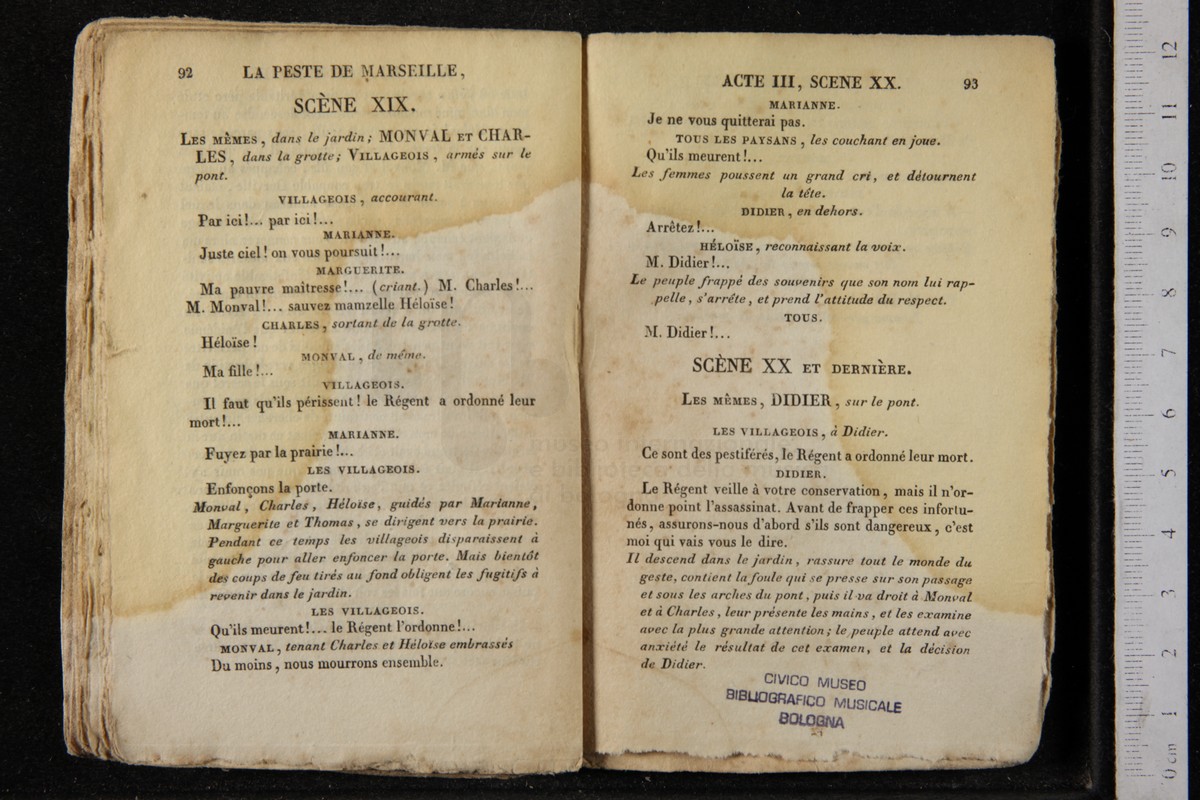 92 LA PESTE DE MARSEILLE,
SCÈNE XIX.
LES MÊMES, dans le jardin; MONVAL ET CHAR-
LES, dans la grotte; VILLAGEOIS, armés sur le
pont.
VILLAGEOIS, accourant.
Par ici!... par ici!...
MARIANNE.
Juste ciel! on vous poursuit!...
MARGUERITE.
Ma pauvre maitresse!... (criant.) M. Charles!...
M. Monval!... sauvez mamzelle Héloïse!
CHARLES, sortant de la grotte.
Héloïse!
MONVAL, de même.
Ma fille!...
VILLAGEOIS.
Il faut qu'ils périssent! le Régent a ordonné leur
mort!...
MARIANNE.
Fuyez par la prairie!...
LES VILLAGEOIS.
Enfonçons la porte.
Monval, Charles, Héloïse, guidés par Marianne,
Marguerite et Thomas, se dirigent vers la prairie.
Pendant ce temps les villageois disparaissent à
gauche pour aller enfoncer la porte. Mais bientôt
des coups de feu tirés au fond obligent les fugitifs à
revenir dans le jardin.
LES VILLAGEOIS.
Qu'ils meurent!... le Régent l'ordonne!...
MONVAL, tenant Charles et Héloïse embrassés
Du moins, nous mourrons ensemble.
ACTE III, SCENE XX. 93
MARIANNE.
Je ne vous quitterai pas.
TOUS LES PAYSANS, les couchant en joue.
Qu'ils meurent!...
Les femmes poussent un grand cri, et détournent
la tête.
DIDIER, en dehors.
Arrêtez!...
HÉLOÏSE, reconnaissant la voix.
M. Didier!...
Le peuple frappé des souvenirs que son nom lui rap-
pelle, s'arrête, et prend l'attitude du respect.
TOUS.
M. Didier!...
SCÈNE XX ET DERNIÈRE.
LES MÊMES, DIDIER, sur le pont.
LES VILLAGEOIS, à Didier.
Ce sont des pestiférés, le Régent a ordonné leur mort.
DIDIER.
Le Régent veille à votre conservation, mais il n'or-
donne point l'assassinat. Avant de frapper ces infortu-
nés, assurons-nous d'abord s'ils sont dangereux, c'est
moi qui vais vous le dire.
Il descend dans le jardin, rassure tout le monde du
geste, contient la foule qui se presse sur son passage
et sous les arches du pont, puis il va droit à Monval
et à Charles, leur présente les mains, et les examine
avec la plus grande attention; le peuple attend avec
anxiété le résultat de cet examen, et la décision
de Didier.
CIVICO MUSEO
BIBLIOGRAFICO MUSICALE
BOLOGNA
12
11
10
9
8
7
6
5
4
3
2
1
0 cm